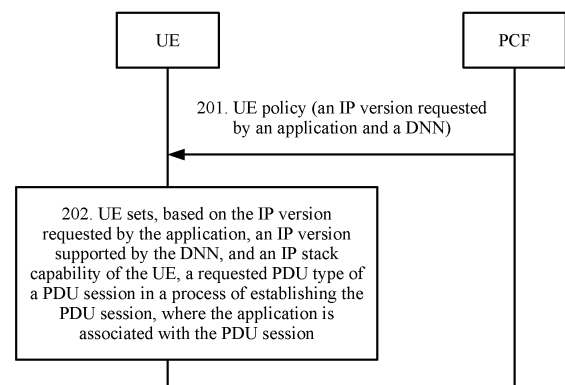 UE
PCF
201. UE policy (an IP version requested
by an application and a DNN)
202. UE sets, based on the IP version
requested by the application, an IP version
supported by the DNN, and an IP stack
capability of the UE, a requested PDU type of
a PDU session in a process of establishing the
PDU session, where the application is
associated with the PDU session